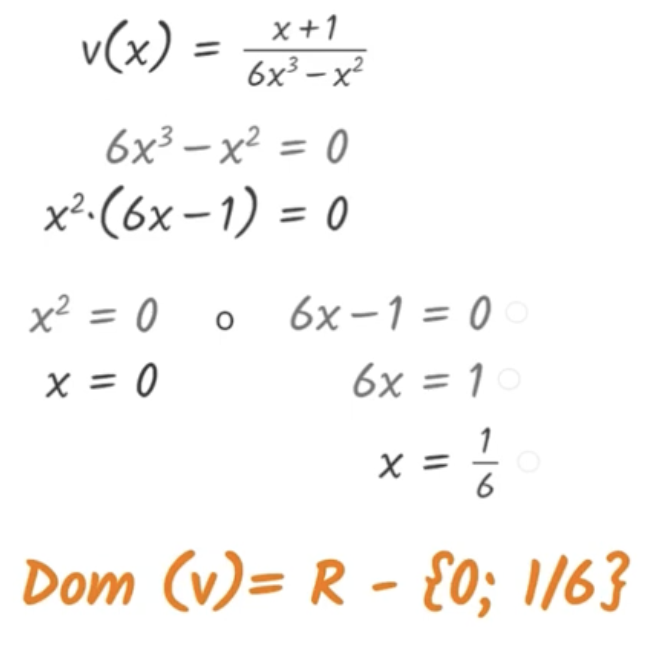 v(x) = (x+1)/(6x³−x²)
6x³−x² = 0
x²·(6x−1) = 0
x² = 0 o 6x−1 = 0
x = 0 6x = 1
x = 1/6
Dom (v)= R - {0; 1/6}